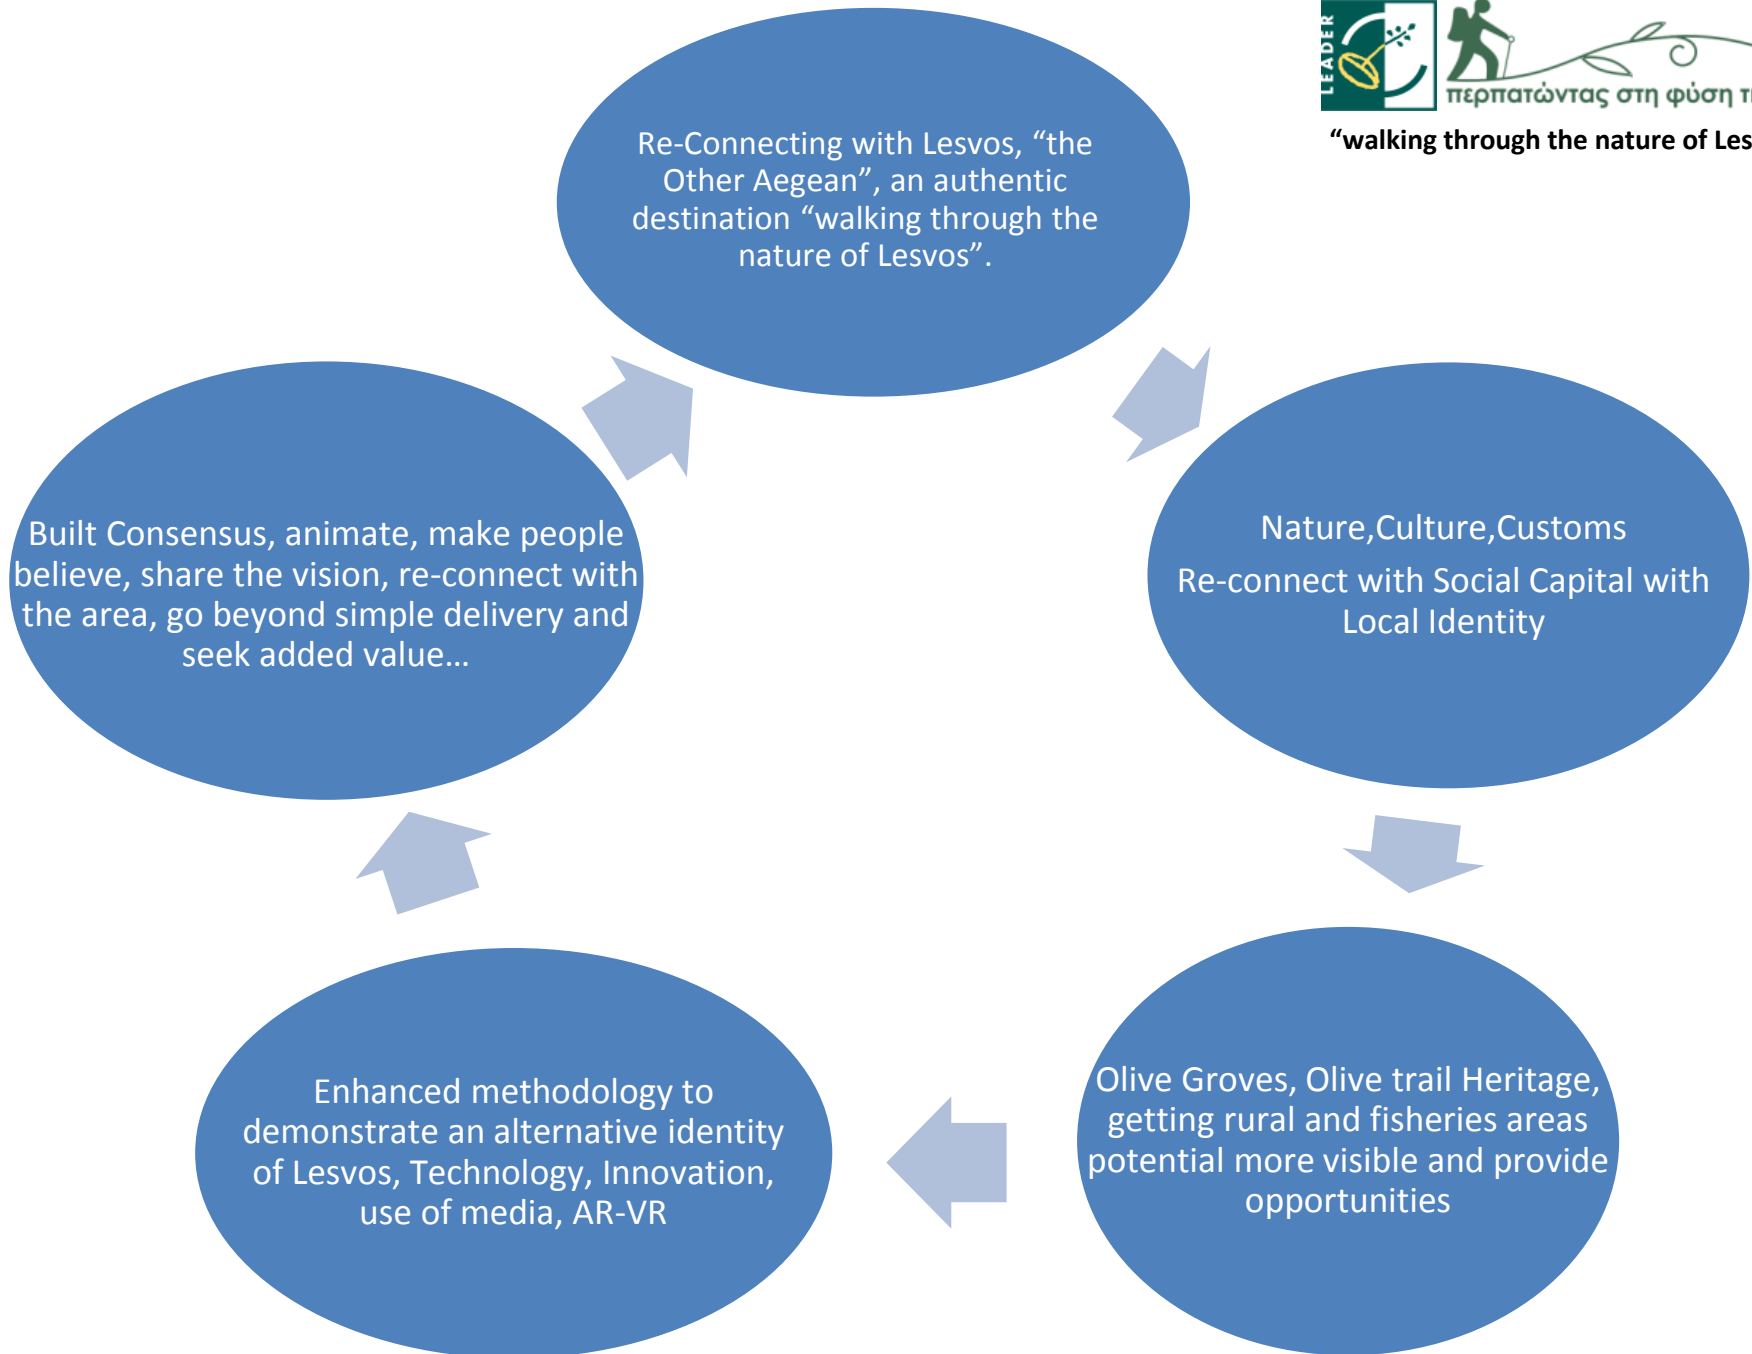 LEADER
περπατώντας στη φύση
“walking through the nature of Les
Re-Connecting with Lesvos, “the
Other Aegean”, an authentic
destination “walking through the
nature of Lesvos”.
Nature,Culture,Customs
Re-connect with Social Capital with
Local Identity
Olive Groves, Olive trail Heritage,
getting rural and fisheries areas
potential more visible and provide
opportunities
Enhanced methodology to
demonstrate an alternative identity
of Lesvos, Technology, Innovation,
use of media, AR-VR
Built Consensus, animate, make people
believe, share the vision, re-connect with
the area, go beyond simple delivery and
seek added value…